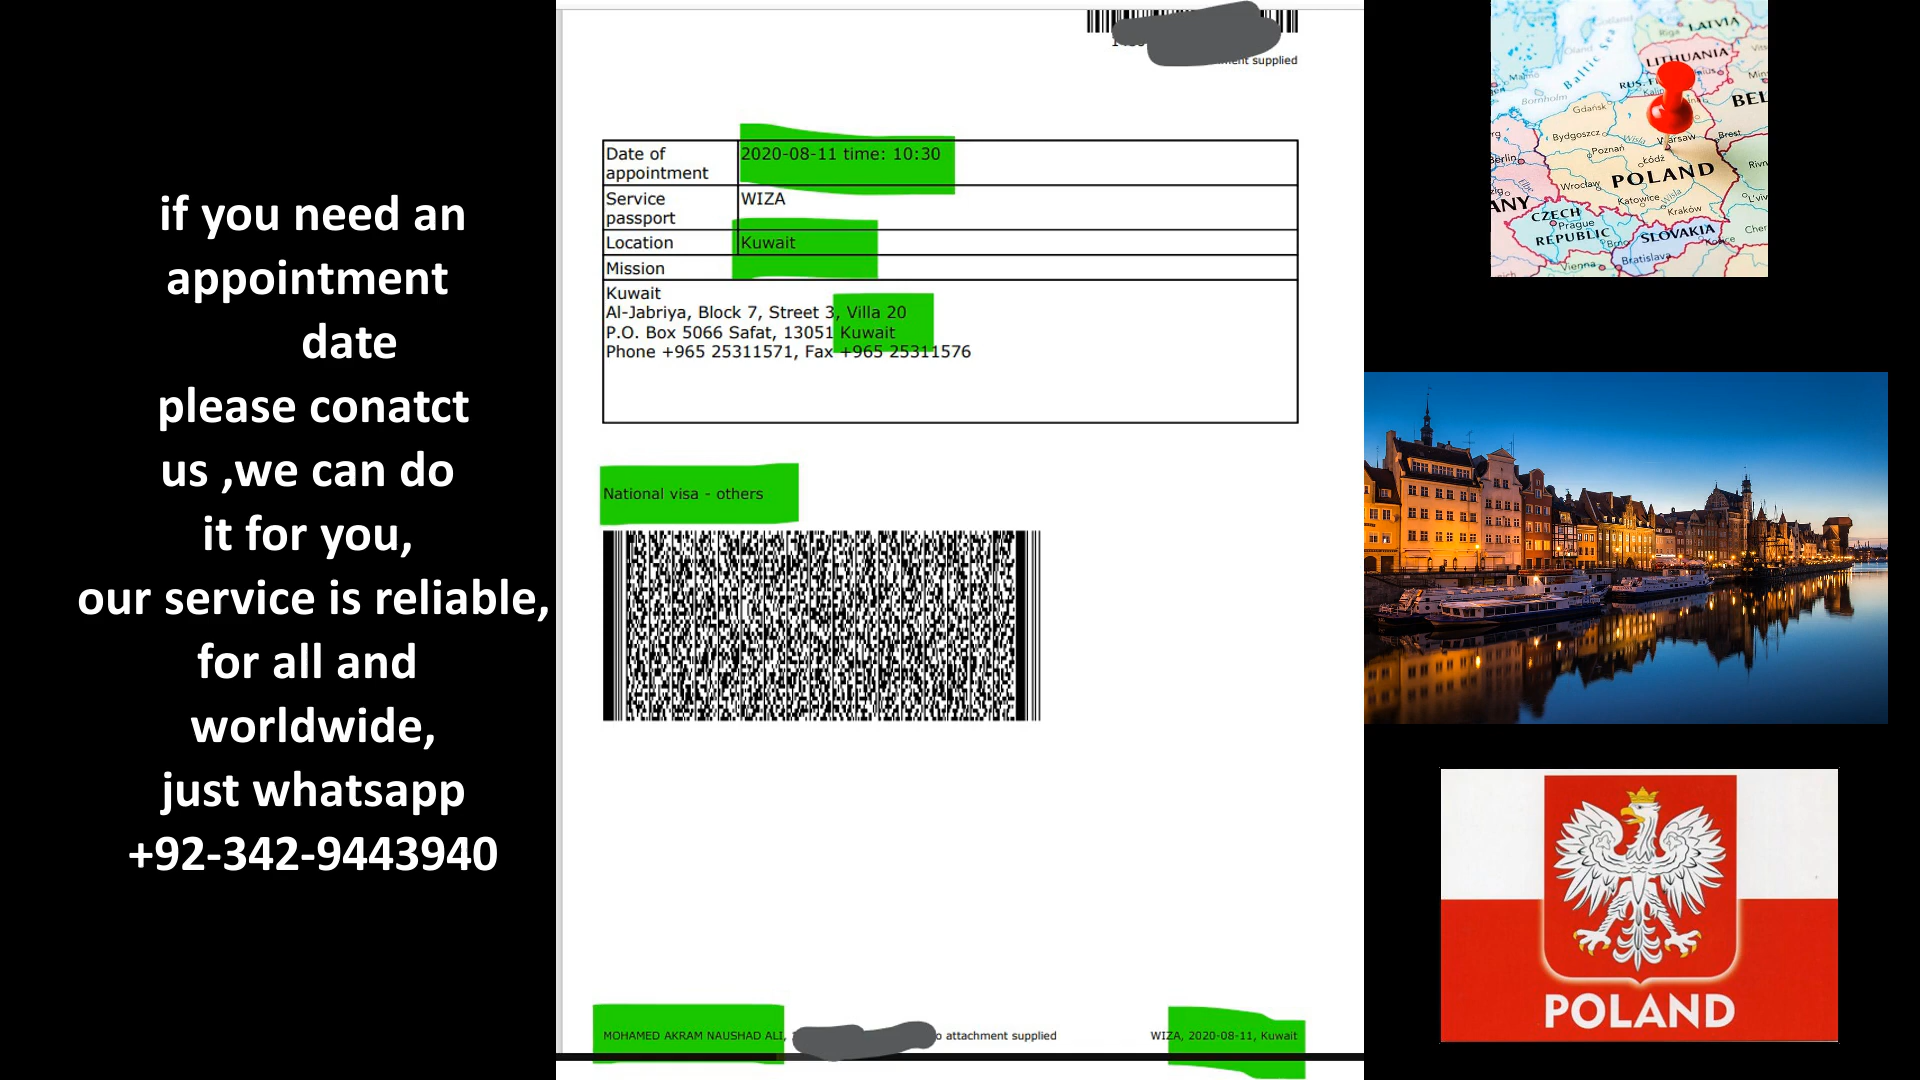 if you need an
appointment
date
please conatct
us ,we can do
it for you,
our service is reliable,
for all and
worldwide,
just whatsapp
+92-342-9443940
supplied
Date of appointment
2020-08-11 time: 10:30
Service passport
WIZA
Location
Kuwait
Mission
Kuwait
Al-Jabriya, Block 7, Street 3, Villa 20
P.O. Box 5066 Safat, 13051 Kuwait
Phone +965 25311571, Fax +965 25311576
National visa - others
MOHAMED AKRAM NAUSHAD ALI,
attachment supplied
WIZA, 2020-08-11, Kuwait
LATVIA
Riga
LITHUANIA
Baltic Sea
Bornholm
Gdańsk
Bydgoszcz
Poznań
Warsaw
Brest
Łódź
POLAND
Wrocław
Katowice
Kraków
CZECH
REPUBLIC
Prague
Brno
SLOVAKIA
Vienna
Bratislava
POLAND